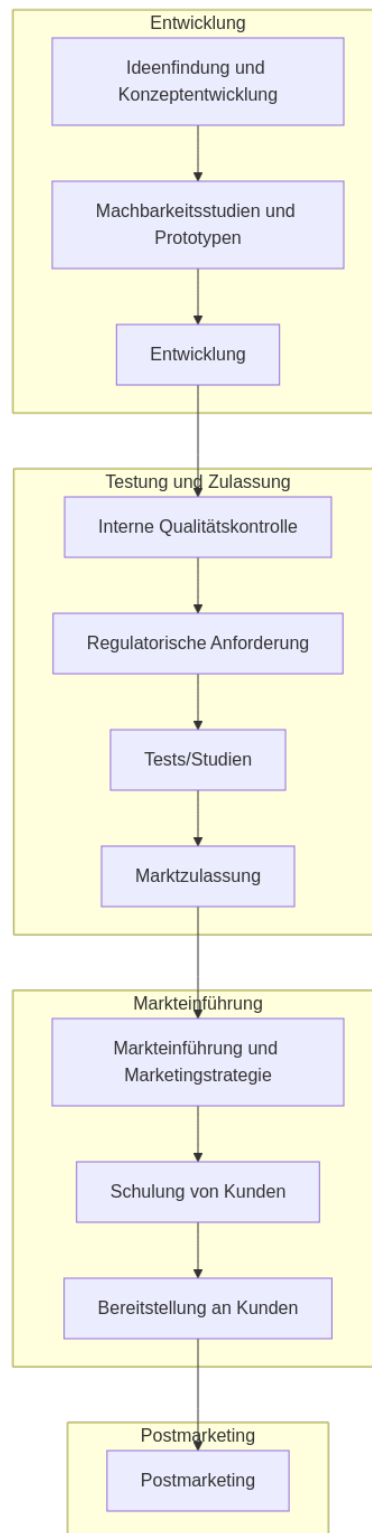 Entwicklung
Ideenfindung und
Konzeptentwicklung
Machbarkeitsstudien und
Prototypen
Entwicklung
Testung und Zulassung
Interne Qualitätskontrolle
Regulatorische Anforderung
Tests/Studien
Marktzulassung
Markteinführung
Markteinführung und
Marketingstrategie
Schulung von Kunden
Bereitstellung an Kunden
Postmarketing
Postmarketing